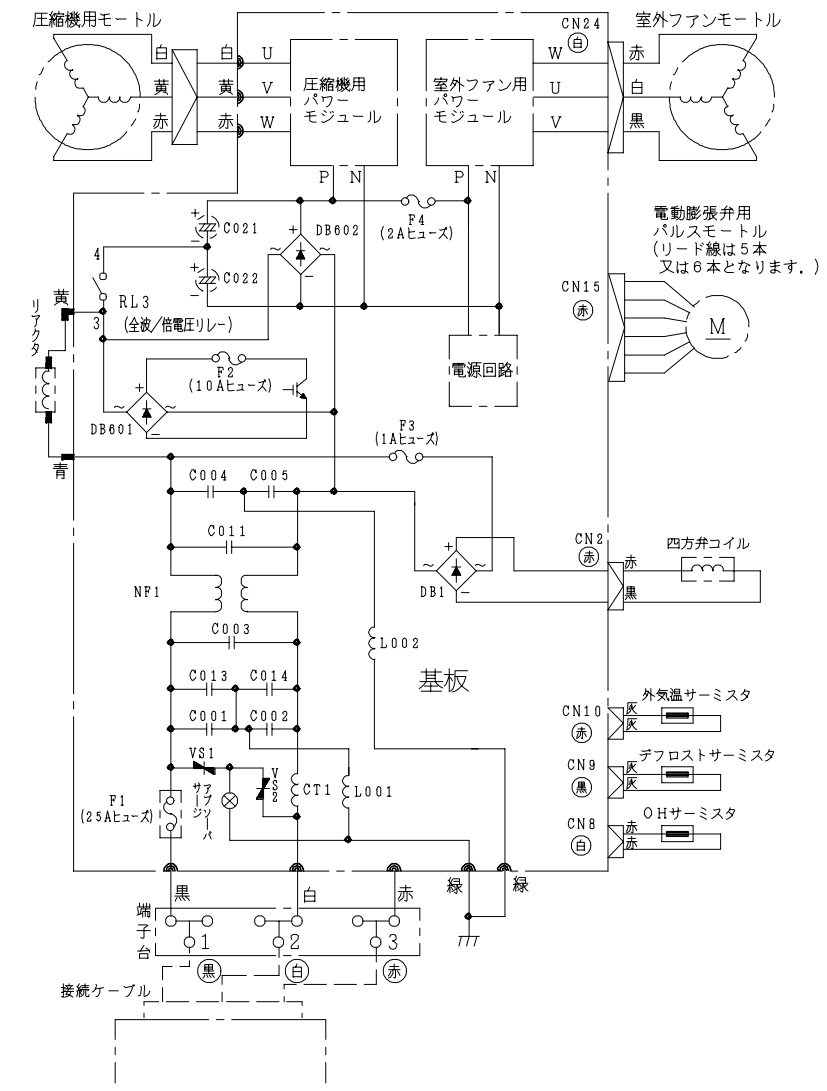 圧縮機用モートル
CN24
白
室外ファンモートル
白
黄
赤
白
黄
赤
U
V
W
圧縮機用
パワー
モジュール
室外ファン用
パワー
モジュール
W
U
V
赤
白
黒
P
N
P
N
C021
C022
DB602
F4
(2Aヒューズ)
電動膨張弁用
パルスモートル
(リード線は5本
又は6本となります.)
CN15
赤
M
4
3
RL3
(全波/倍電圧リレー)
黄
リアクタ
青
F2
(10Aヒューズ)
DB601
電源回路
F3
(1Aヒューズ)
C004
C005
C011
NF1
DB1
CN2
赤
赤
黒
四方弁コイル
C003
L002
基板
C013
C014
C001
C002
VS1
VS2
サージ
アブソーバ
CT1
L001
F1
(25Aヒューズ)
CN10
赤
灰
灰
外気温サーミスタ
CN9
黒
灰
灰
デフロストサーミスタ
CN8
白
赤
赤
OHサーミスタ
黒
白
赤
緑
緑
端子台
1
2
3
黒
白
赤
接続ケーブル